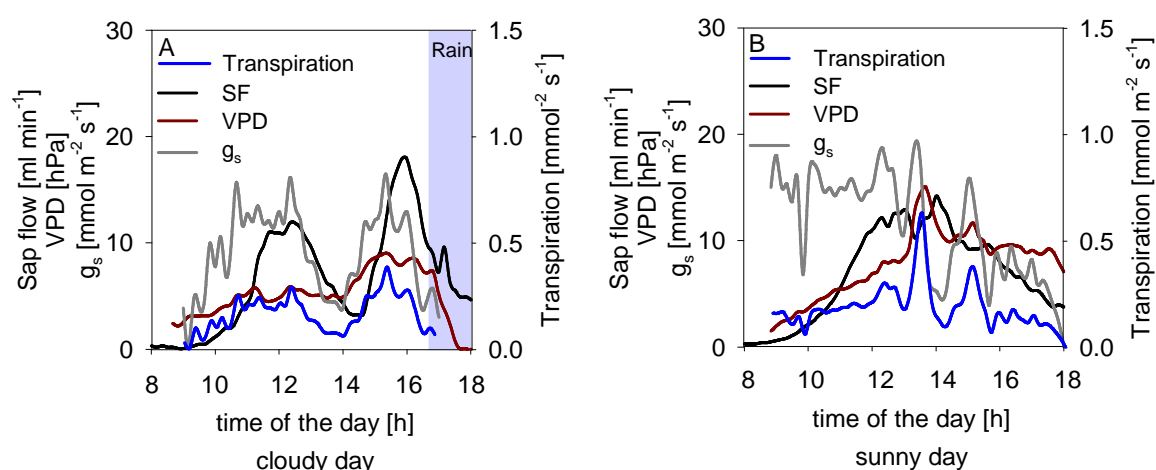 A
Rain
Transpiration
SF
VPD
gs
30
20
10
0
1.5
1.0
0.5
0.0
8 10 12 14 16 18
Sap flow [ml min-1]
VPD [hPa]
gs [mmol m-2 s-1]
Transpiration [mmol-2 s-1]
time of the day [h]
cloudy day
B
Transpiration
SF
VPD
gs
30
20
10
0
1.5
1.0
0.5
0.0
8 10 12 14 16 18
Sap flow [ml min-1]
VPD [hPa]
gs [mmol m-2 s-1]
Transpiration [mmol m-2 s-1]
time of the day [h]
sunny day